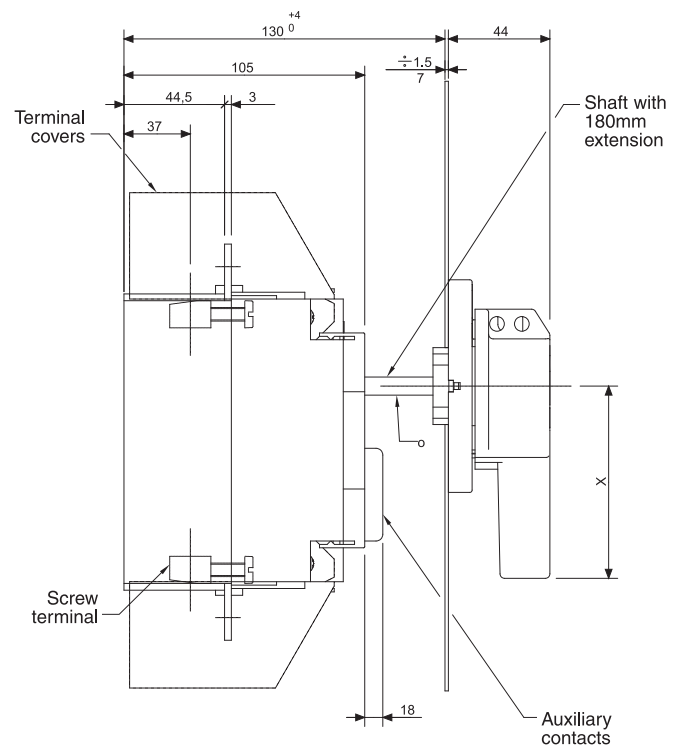 +4
130 0
44
105
÷ 1.5
7
44,5
3
37
Terminal
covers
Shaft with
180mm
extension
o
X
Screw
terminal
18
Auxiliary
contacts